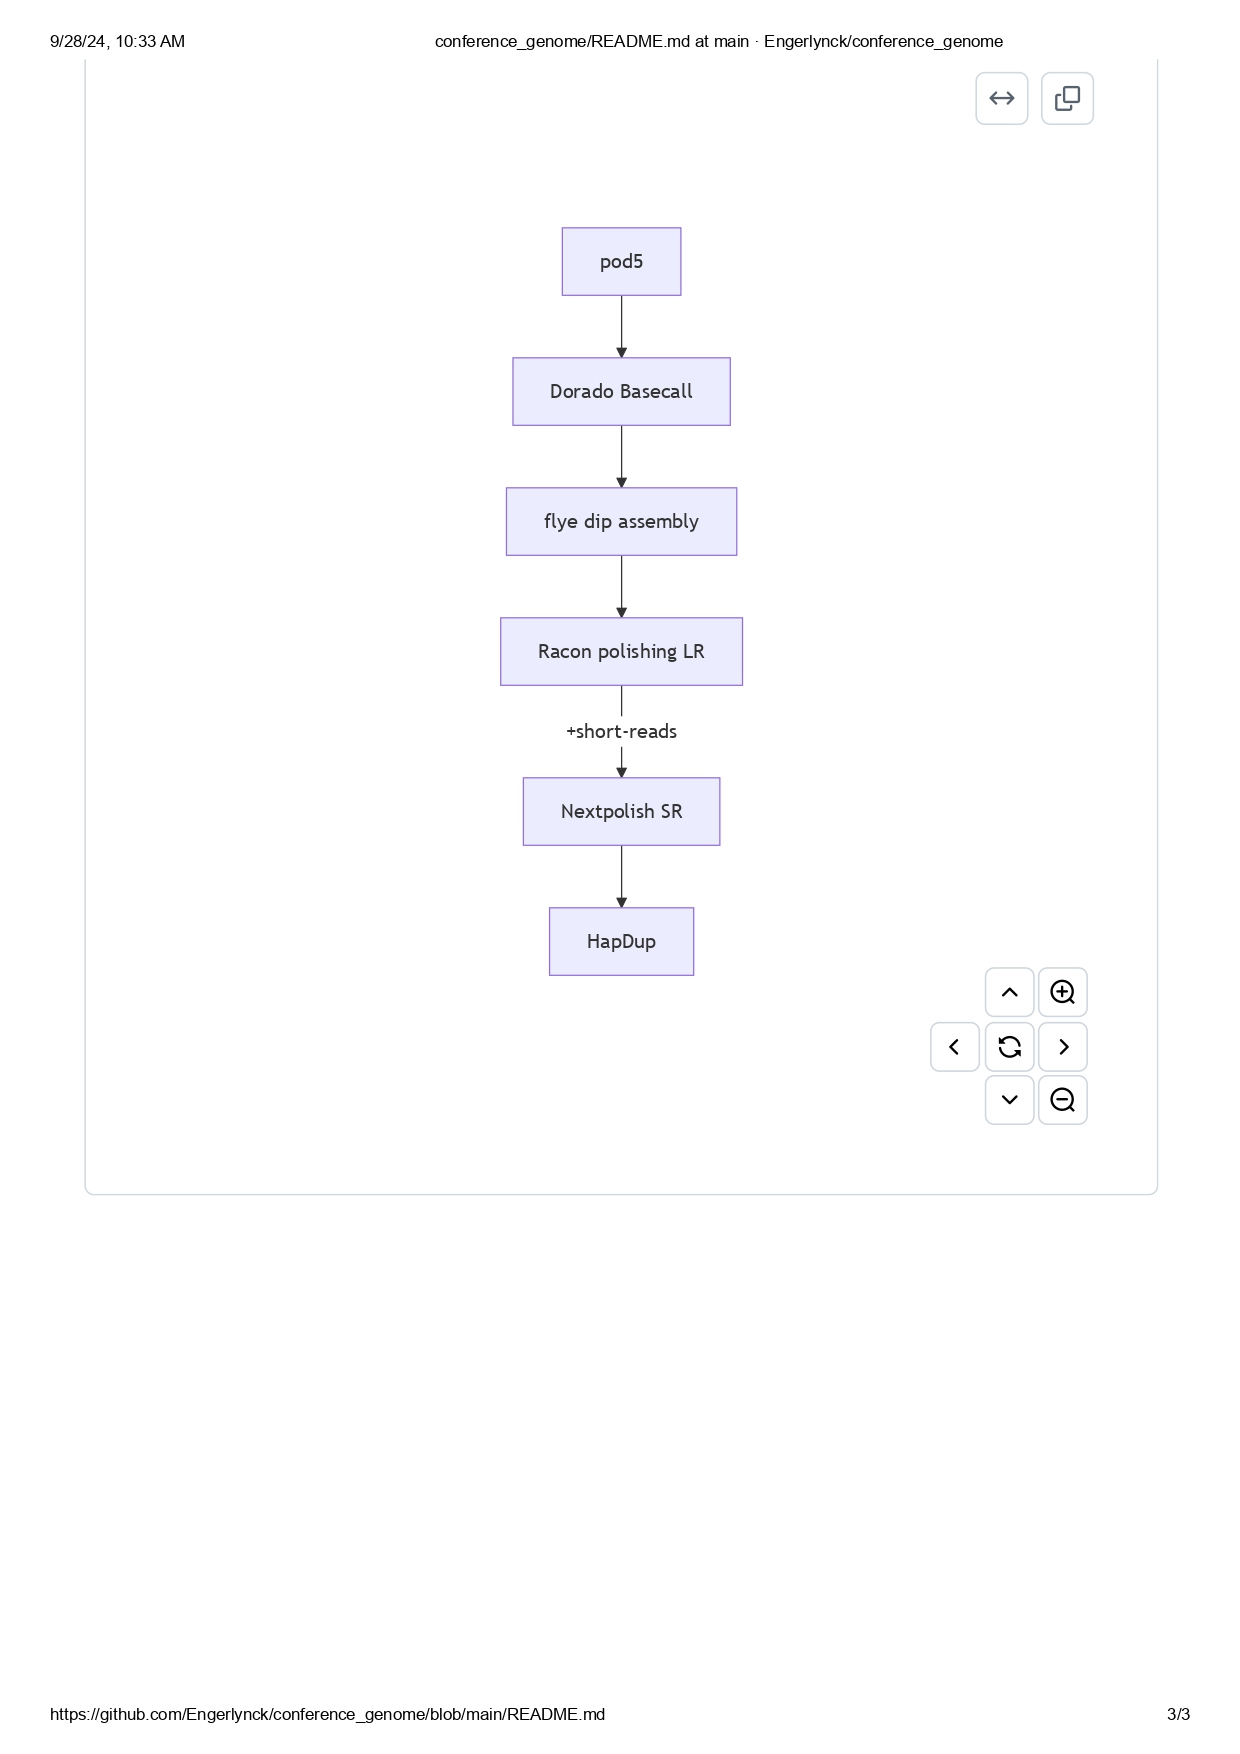 9/28/24, 10:33 AM
conference_genome/README.md at main · Engerlynck/conference_genome
pod5
Dorado Basecall
flye dip assembly
Racon polishing LR
+short-reads
Nextpolish SR
HapDup
https://github.com/Engerlynck/conference_genome/blob/main/README.md
3/3